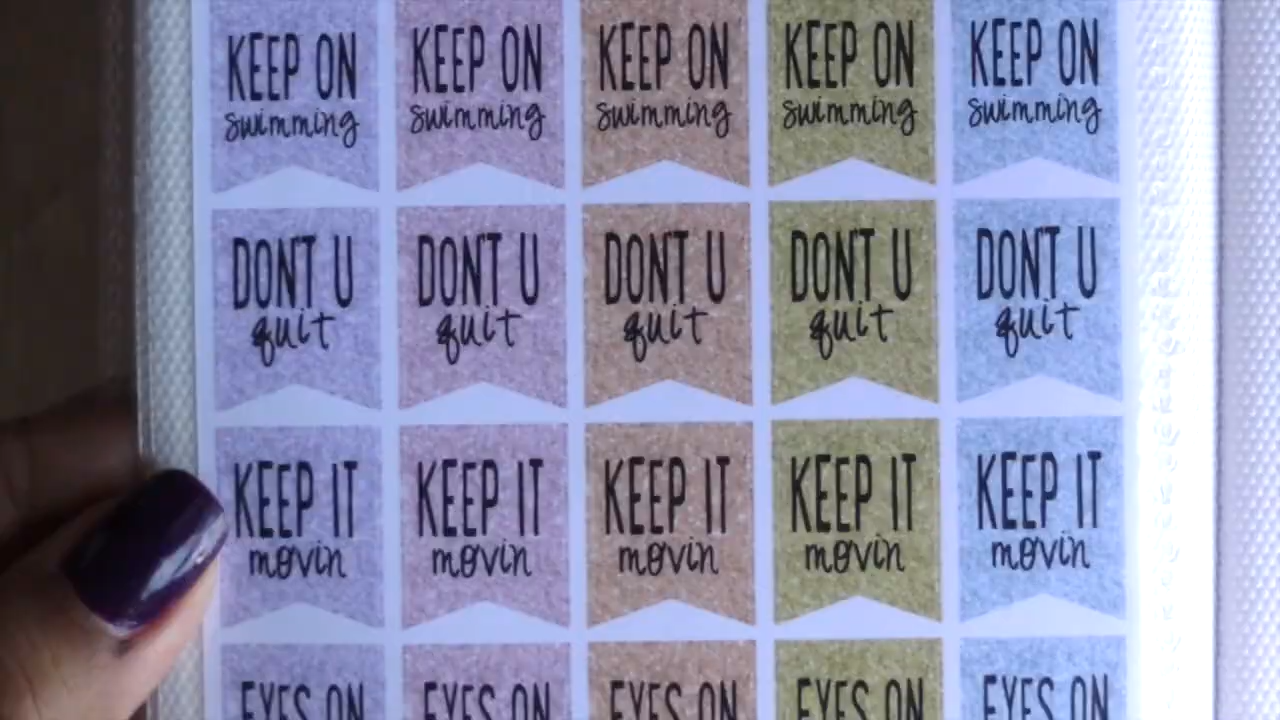 KEEP ON KEEP ON KEEP ON KEEP ON KEEP ON
swimming swimming swimming swimming swimming
DONT U DONT U DONT U DONT U DONT U
quit quit quit quit quit
KEEP IT KEEP IT KEEP IT KEEP IT KEEP IT
movin movin movin movin movin
EYES ON EYES ON EYES ON EYES ON EYES ON